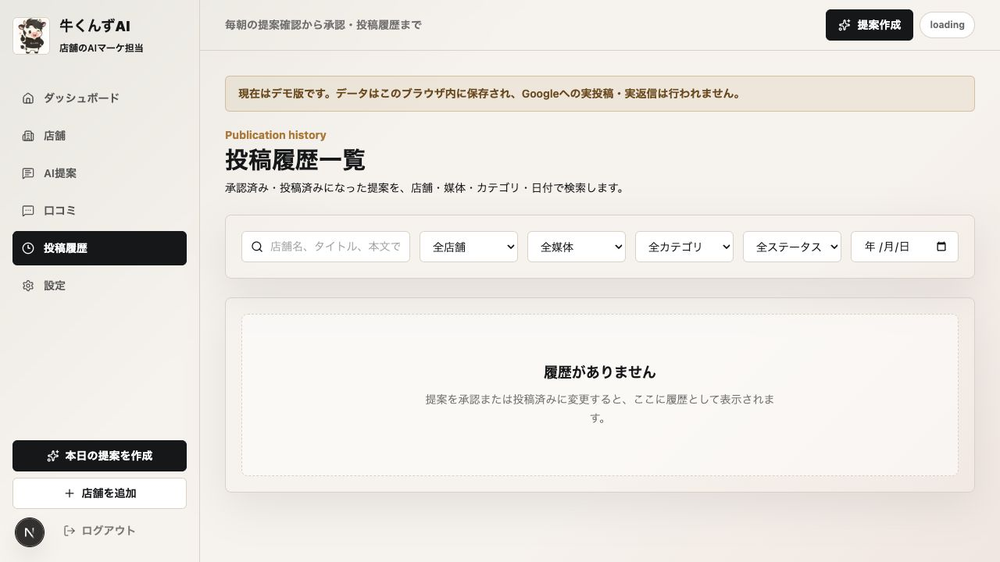 牛くんずAI
店舗のAIマーケ担当
ダッシュボード
店舗
AI提案
口コミ
投稿履歴
設定
本日の提案を作成
店舗を追加
N
ログアウト
毎朝の提案確認から承認・投稿履歴まで
提案作成
loading
現在はデモ版です。データはこのブラウザ内に保存され、Googleへの実投稿・実返信は行われません。
Publication history
投稿履歴一覧
承認済み・投稿済みになった提案を、店舗・媒体・カテゴリ・日付で検索します。
店舗名、タイトル、本文で
全店舗
全媒体
全カテゴリ
全ステータス
年 /月/日
履歴がありません
提案を承認または投稿済みに変更すると、ここに履歴として表示されま
す。